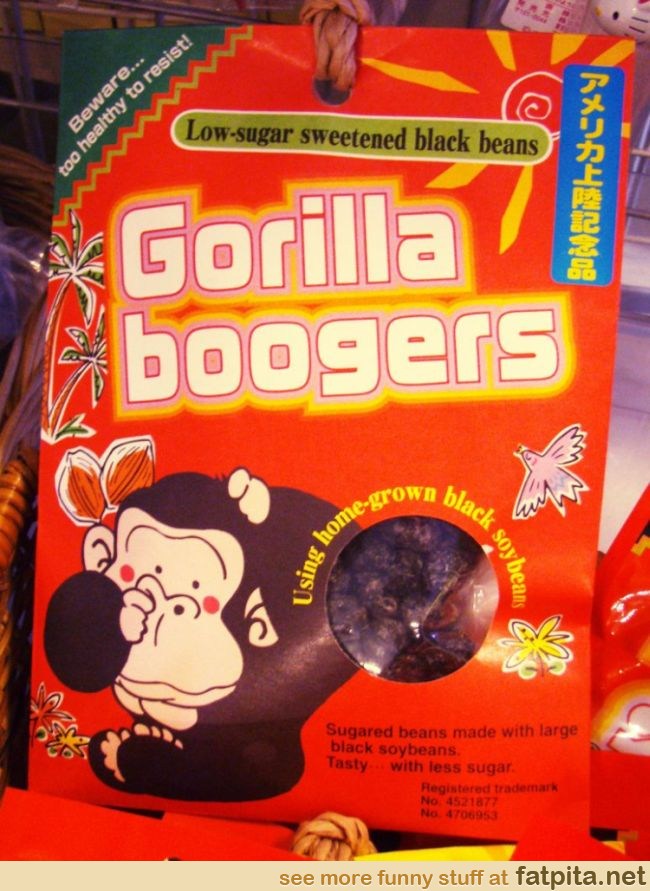 Beware...
too healthy to resist!
Low-sugar sweetened black beans
アメリカ上陸記念品
Gorilla
boogers
Using home-grown black soybeans
Sugared beans made with large
black soybeans.
Tasty... with less sugar.
Registered trademark
No. 4521877
No. 4706953
see more funny stuff at fatpita.net